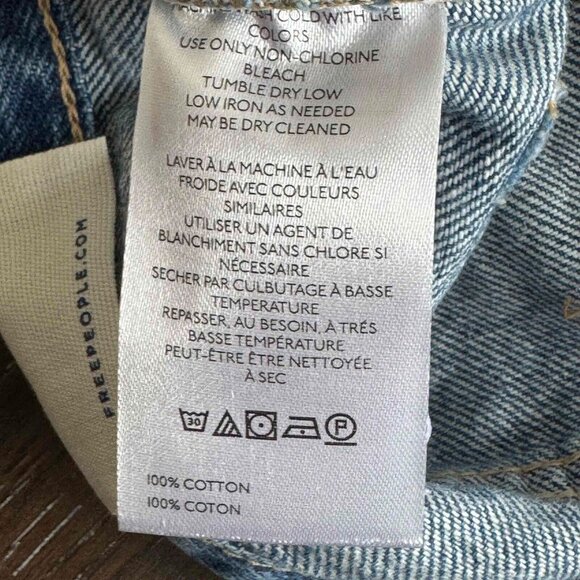 COLD WITH LIKE
COLORS
USE ONLY NON-CHLORINE
BLEACH
TUMBLE DRY LOW
LOW IRON AS NEEDED
MAY BE DRY CLEANED
LAVER À LA MACHINE À L'EAU
FROIDE AVEC COULEURS
SIMILAIRES
UTILISER UN AGENT DE
BLANCHIMENT SANS CHLORE SI
NÉCESSAIRE
SECHER PAR CULBUTAGE À BASSE
TEMPERATURE
REPASSER, AU BESOIN, À TRÉS
BASSE TEMPÉRATURE
PEUT-ÊTRE ÊTRE NETTOYÉE
À SEC
30
P
100% COTTON
100% COTON
FREEPEOPLE.COM